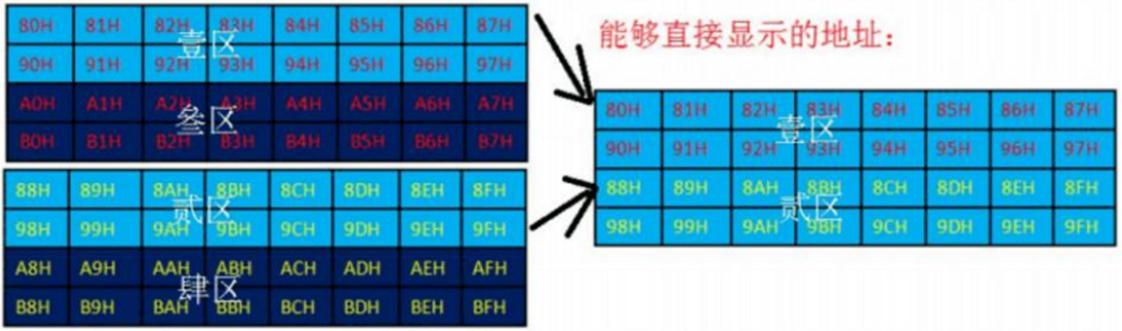 80H 81H 82H 83H 84H 85H 86H 87H
壹区
90H 91H 92H 93H 94H 95H 96H 97H
A0H A1H A2H A3H A4H A5H A6H A7H
叁区
B0H B1H B2H B3H B4H B5H B6H B7H
88H 89H 8AH 8BH 8CH 8DH 8EH 8FH
贰区
98H 99H 9AH 9BH 9CH 9DH 9EH 9FH
A8H A9H AAH ABH ACH ADH AEH AFH
肆区
B8H B9H BAH BBH BCH BDH BEH BFH
能够直接显示的地址：
80H 81H 82H 83H 84H 85H 86H 87H
壹区
90H 91H 92H 93H 94H 95H 96H 97H
88H 89H 8AH 8BH 8CH 8DH 8EH 8FH
贰区
98H 99H 9AH 9BH 9CH 9DH 9EH 9FH